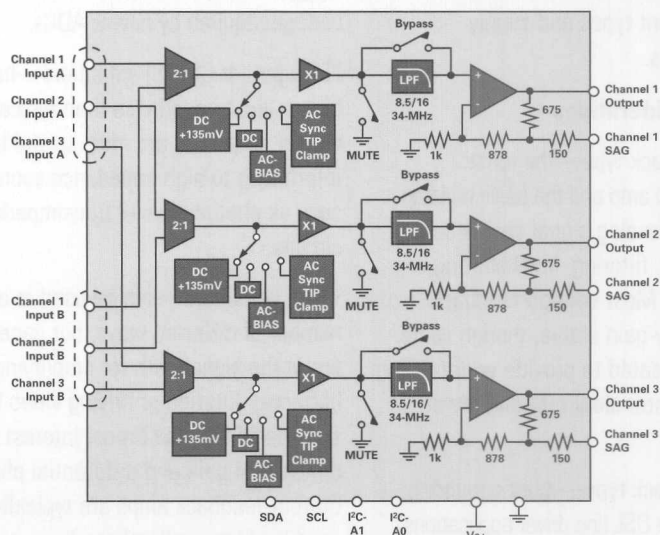 ent types and many
Bypass
Channel 1
Input A
2:1
X1
LPF
8.5/16
34-MHz
Channel 1
Output
675
Channel 2
Input A
DC
+135mV
DC
AC-
BIAS
AC
Sync
TIP
Clamp
MUTE
1k
878
150
Channel 1
SAG
Channel 3
Input A
Bypass
2:1
X1
LPF
8.5/16
34-MHz
Channel 2
Output
675
DC
+135mV
DC
AC-
BIAS
AC
Sync
TIP
Clamp
MUTE
1k
878
150
Channel 2
SAG
Channel 1
Input B
Channel 2
Input B
Bypass
Channel 3
Input B
2:1
X1
LPF
8.5/16/
34-MHz
Channel 3
Output
675
DC
+135mV
DC
AC-
BIAS
AC
Sync
TIP
Clamp
MUTE
1k
878
150
Channel 3
SAG
SDA
SCL
I²C-
A1
I²C-
A0